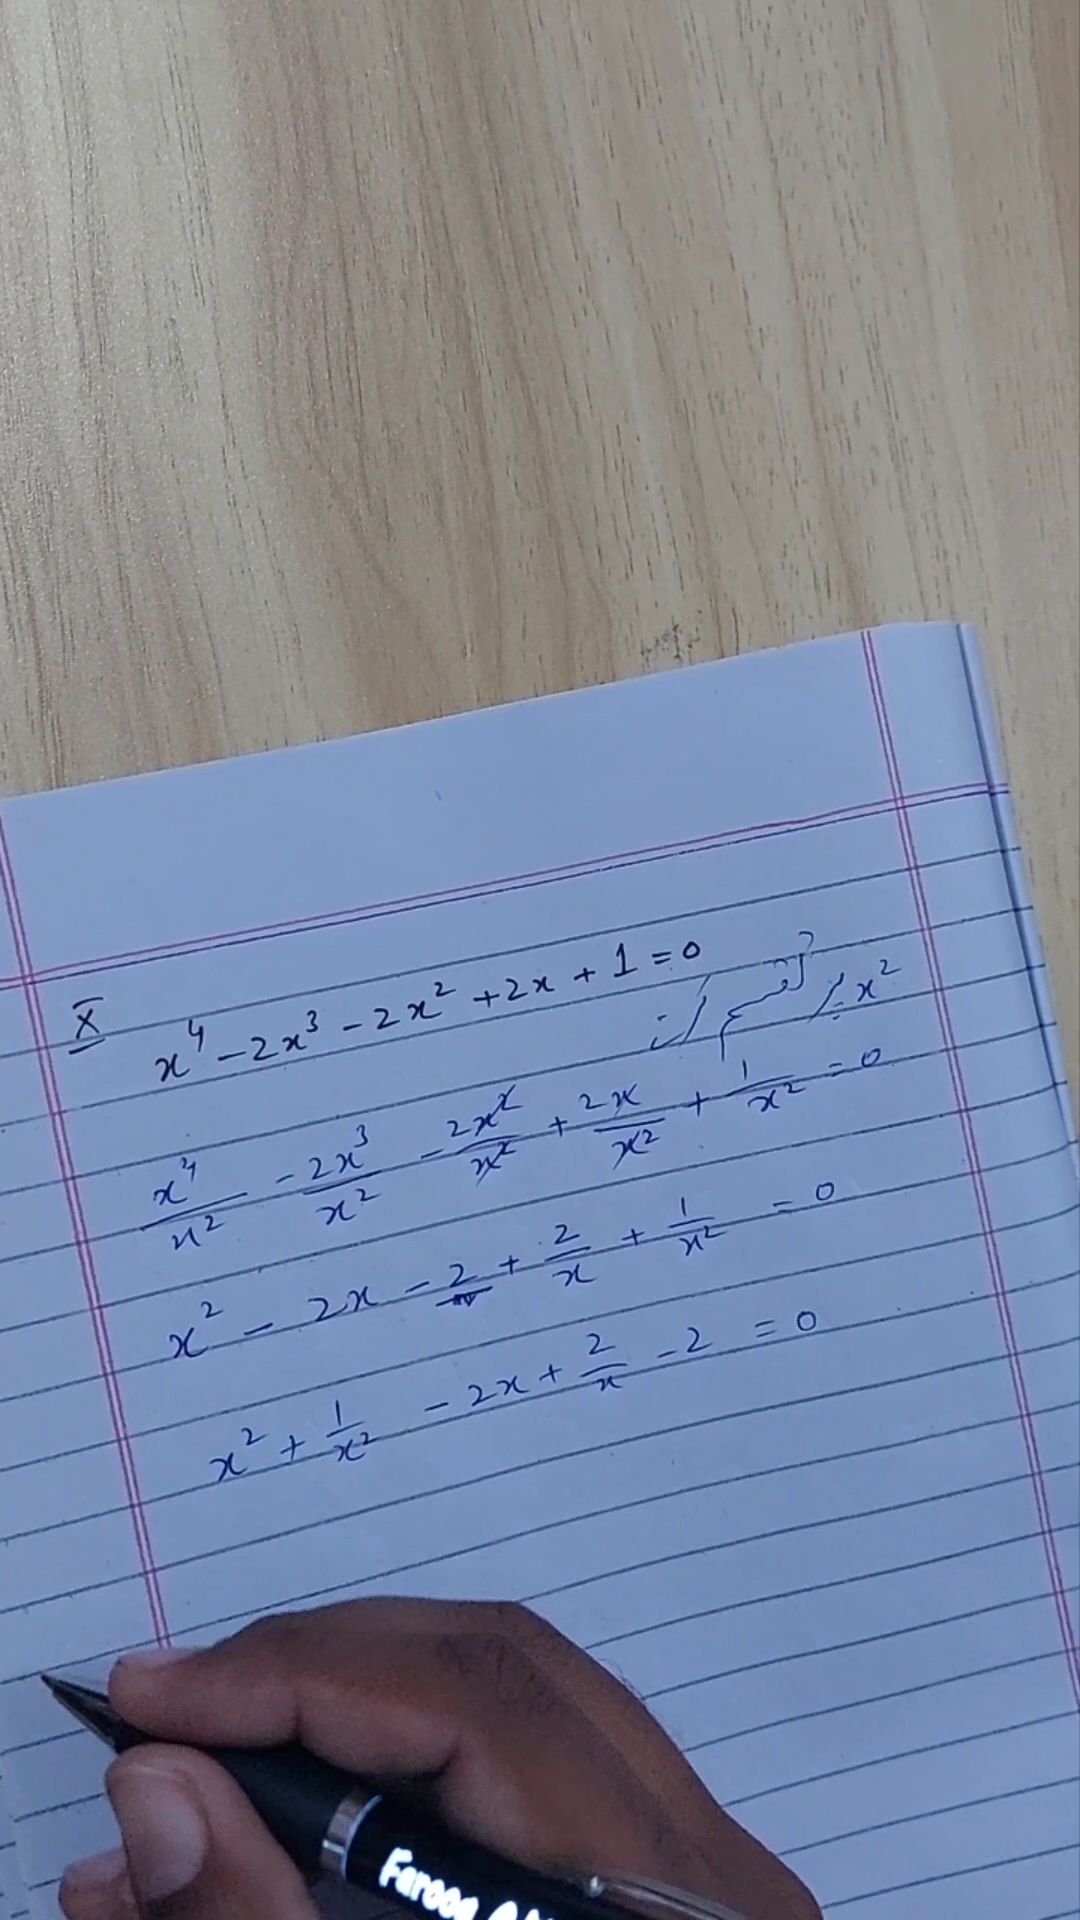 x̄ x⁴ - 2x³ - 2x² + 2x + 1 = 0
x² پر تقسیم کرنے
x⁴/x² - 2x³/x² - 2x²/x² + 2x/x² + 1/x² = 0
x² - 2x - 2 + 2/x + 1/x² = 0
x² + 1/x² - 2x + 2/x - 2 = 0
Farooq